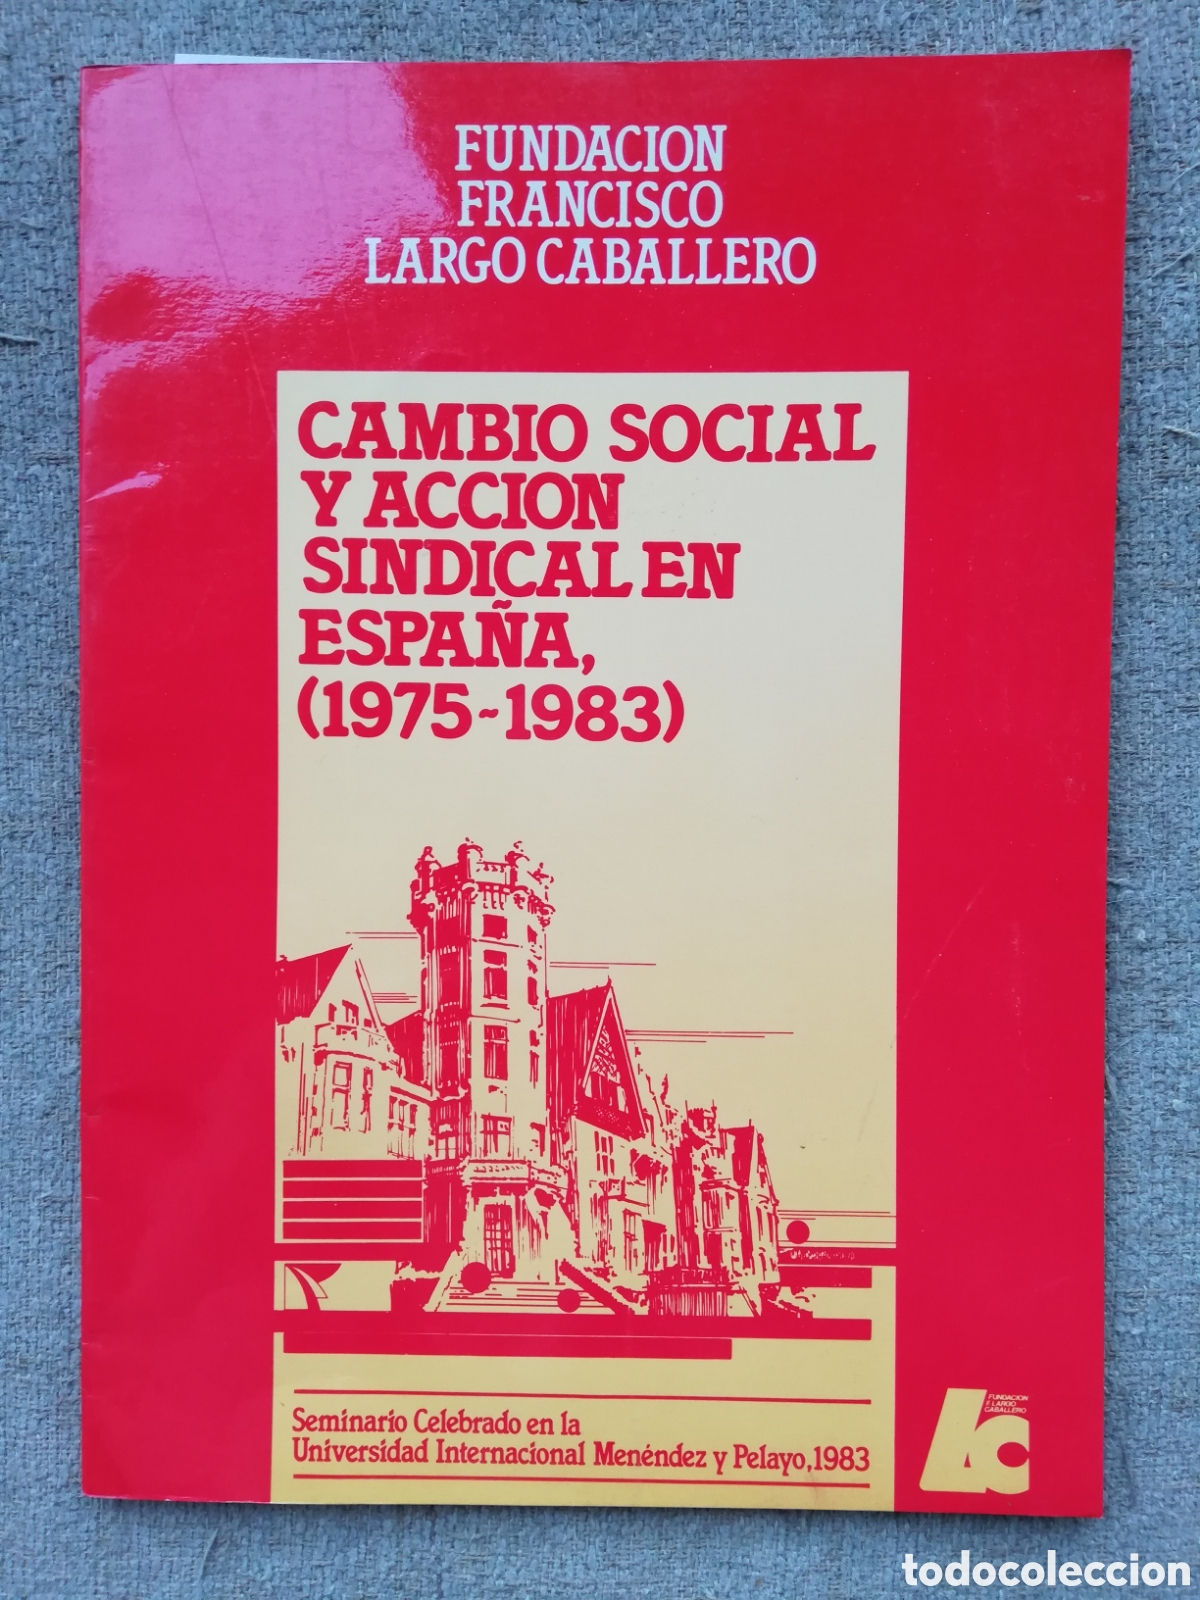 FUNDACION
FRANCISCO
LARGO CABALLERO
CAMBIO SOCIAL
Y ACCION
SINDICAL EN
ESPAÑA,
(1975-1983)
Seminario Celebrado en la
Universidad Internacional Menéndez y Pelayo, 1983
FUNDACION
F. LARGO
CABALLERO
LC
todocoleccion